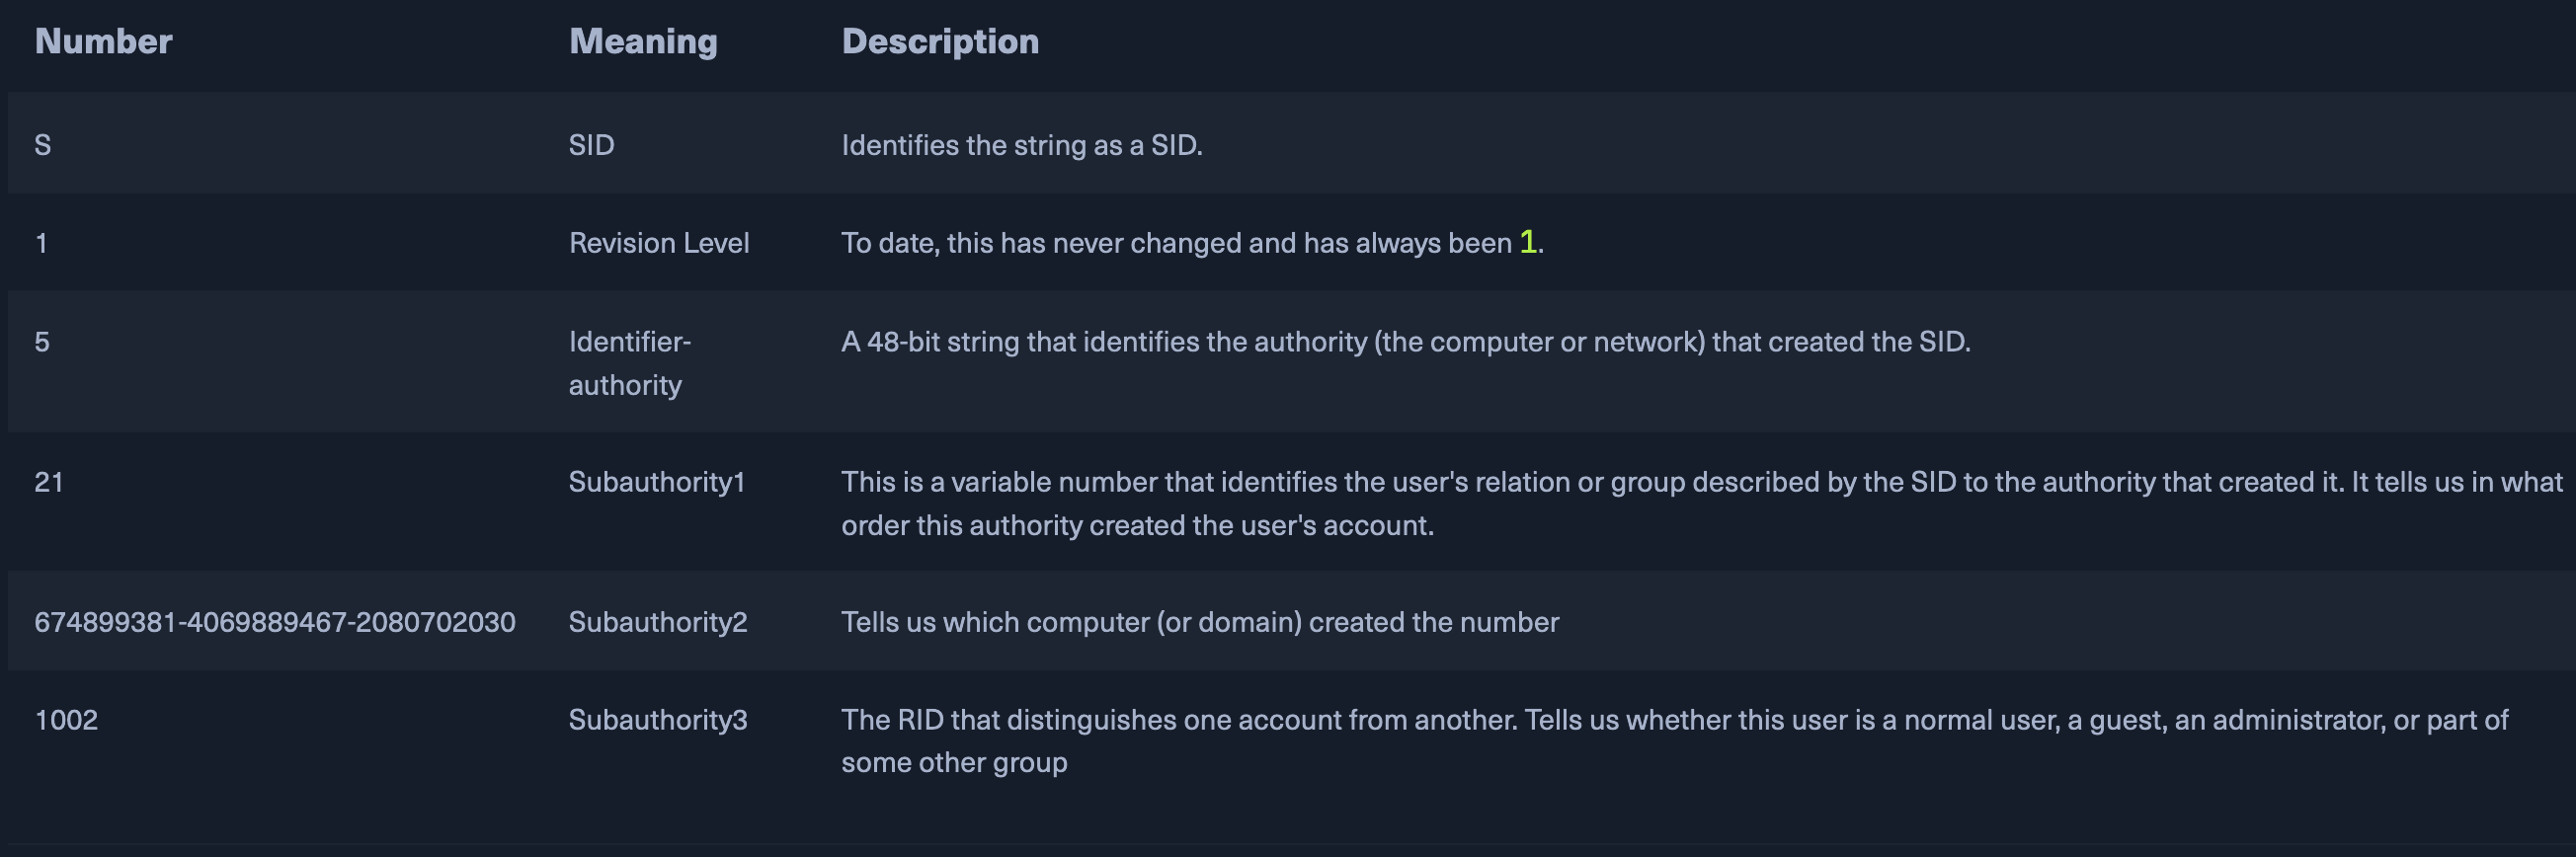 Number Meaning Description
S SID Identifies the string as a SID.
1 Revision Level To date, this has never changed and has always been 1.
5 Identifier- A 48-bit string that identifies the authority (the computer or network) that created the SID.
authority
21 Subauthority1 This is a variable number that identifies the user's relation or group described by the SID to the authority that created it. It tells us in what
order this authority created the user's account.
674899381-4069889467-2080702030 Subauthority2 Tells us which computer (or domain) created the number
1002 Subauthority3 The RID that distinguishes one account from another. Tells us whether this user is a normal user, a guest, an administrator, or part of
some other group